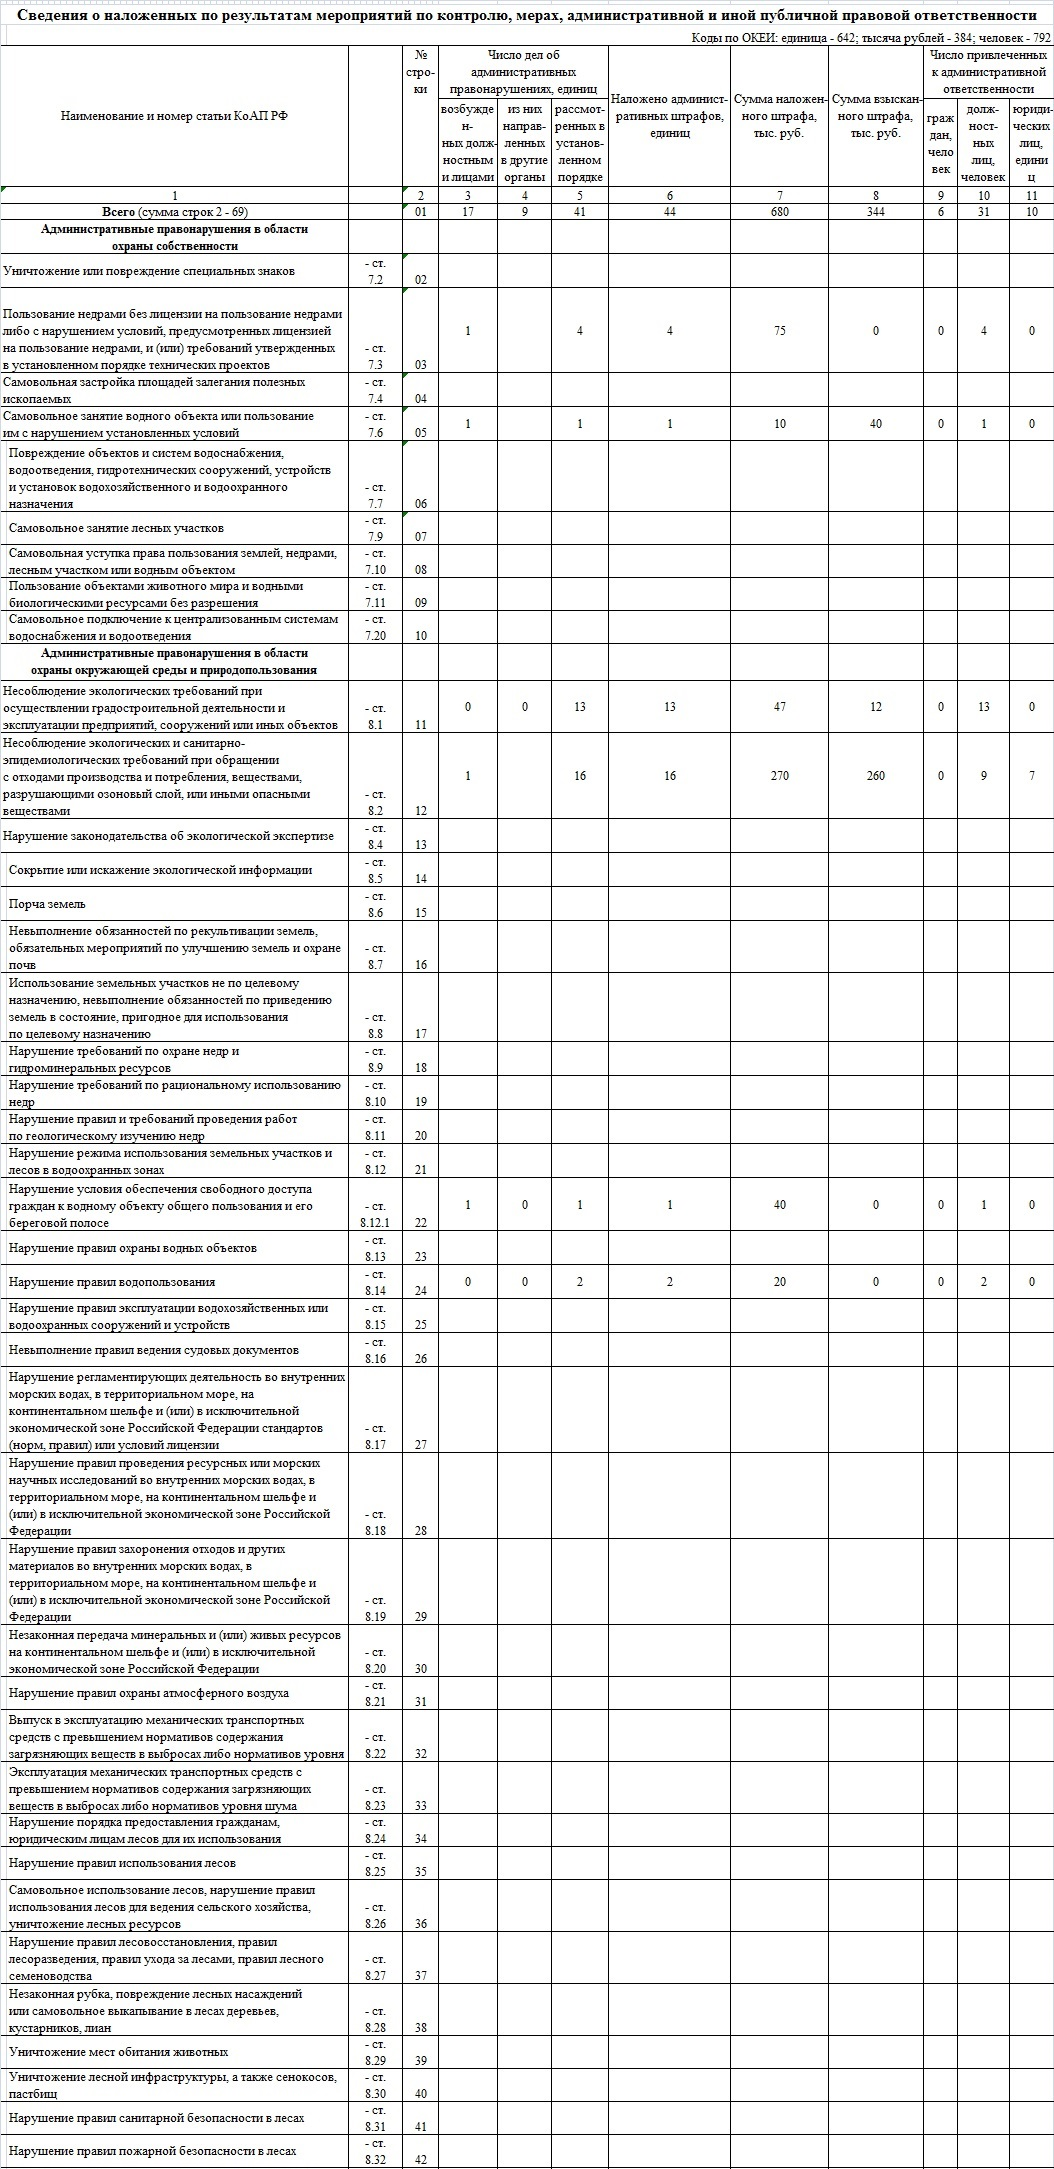 Сведения о наложенных по результатам мероприятий по контролю, мерах, административной и иной публичной правовой ответственности
Коды по ОКЕИ: единица - 642; тысяча рублей - 384; человек - 792
Наименование и номер статьи КоАП РФ
№
стро-
ки
Число дел об
административных
правонарушениях, единиц
возбужде
н-
ных долж-
ностным
и лицами
из них
направ-
ленных
в другие
органы
рассмот-
ренных в
установ-
ленном
порядке
Наложено админист-
ративных штрафов,
единиц
Сумма наложен-
ного штрафа,
тыс. руб.
Сумма взыскан-
ного штрафа,
тыс. руб.
Число привлеченных
к административной
ответственности
граж
дан,
чело
век
долж-
ност-
ных
лиц,
человек
юриди-
ческих
лиц,
едини
ц
1 2 3 4 5 6 7 8 9 10 11
Всего (сумма строк 2 - 69) 01 17 9 41 44 680 344 6 31 10
Административные правонарушения в области
охраны собственности
Уничтожение или повреждение специальных знаков - ст.
7.2 02
Пользование недрами без лицензии на пользование недрами
либо с нарушением условий, предусмотренных лицензией 1 4 4 75 0 0 4 0
на пользование недрами, и (или) требований утвержденных - ст.
в установленном порядке технических проектов 7.3 03
Самовольная застройка площадей залегания полезных - ст.
ископаемых 7.4 04
Самовольное занятие водного объекта или пользование - ст.
им с нарушением установленных условий 7.6 05 1 1 1 10 40 0 1 0
Повреждение объектов и систем водоснабжения,
водоотведения, гидротехнических сооружений, устройств
и установок водохозяйственного и водоохранного - ст.
назначения 7.7 06
Самовольное занятие лесных участков - ст.
7.9 07
Самовольная уступка права пользования землей, недрами, - ст.
лесным участком или водным объектом 7.10 08
Пользование объектами животного мира и водными - ст.
биологическими ресурсами без разрешения 7.11 09
Самовольное подключение к централизованным системам - ст.
водоснабжения и водоотведения 7.20 10
Административные правонарушения в области
охраны окружающей среды и природопользования
Несоблюдение экологических требований при
осуществлении градостроительной деятельности и - ст. 0 0 13 13 47 12 0 13 0
эксплуатации предприятий, сооружений или иных объектов 8.1 11
Несоблюдение экологических и санитарно-
эпидемиологических требований при обращении
с отходами производства и потребления, веществами, 1 16 16 270 260 0 9 7
разрушающими озоновый слой, или иными опасными - ст.
веществами 8.2 12
Нарушение законодательства об экологической экспертизе - ст.
8.4 13
Сокрытие или искажение экологической информации - ст.
8.5 14
Порча земель - ст.
8.6 15
Невыполнение обязанностей по рекультивации земель,
обязательных мероприятий по улучшению земель и охране - ст.
почв 8.7 16
Использование земельных участков не по целевому
назначению, невыполнение обязанностей по приведению
земель в состояние, пригодное для использования - ст.
по целевому назначению 8.8 17
Нарушение требований по охране недр и - ст.
гидроминеральных ресурсов 8.9 18
Нарушение требований по рациональному использованию - ст.
недр 8.10 19
Нарушение правил и требований проведения работ - ст.
по геологическому изучению недр 8.11 20
Нарушение режима использования земельных участков и - ст.
лесов в водоохранных зонах 8.12 21
Нарушение условия обеспечения свободного доступа
граждан к водному объекту общего пользования и его - ст. 1 0 1 1 40 0 0 1 0
береговой полосе 8.12.1 22
Нарушение правил охраны водных объектов - ст.
8.13 23
Нарушение правил водопользования - ст.
8.14 24 0 0 2 2 20 0 0 2 0
Нарушение правил эксплуатации водохозяйственных или - ст.
водоохранных сооружений и устройств 8.15 25
Невыполнение правил ведения судовых документов - ст.
8.16 26
Нарушение регламентирующих деятельность во внутренних
морских водах, в территориальном море, на
континентальном шельфе и (или) в исключительной
экономической зоне Российской Федерации стандартов - ст.
(норм, правил) или условий лицензии 8.17 27
Нарушение правил проведения ресурсных или морских
научных исследований во внутренних морских водах, в
территориальном море, на континентальном шельфе и
(или) в исключительной экономической зоне Российской - ст.
Федерации 8.18 28
Нарушение правил захоронения отходов и других
материалов во внутренних морских водах, в
территориальном море, на континентальном шельфе и
(или) в исключительной экономической зоне Российской - ст.
Федерации 8.19 29
Незаконная передача минеральных и (или) живых ресурсов
на континентальном шельфе и (или) в исключительной - ст.
экономической зоне Российской Федерации 8.20 30
Нарушение правил охраны атмосферного воздуха - ст.
8.21 31
Выпуск в эксплуатацию механических транспортных
средств с превышением нормативов содержания - ст.
загрязняющих веществ в выбросах либо нормативов уровня 8.22 32
Эксплуатация механических транспортных средств с
превышением нормативов содержания загрязняющих - ст.
веществ в выбросах либо нормативов уровня шума 8.23 33
Нарушение порядка предоставления гражданам, - ст.
юридическим лицам лесов для их использования 8.24 34
Нарушение правил использования лесов - ст.
8.25 35
Самовольное использование лесов, нарушение правил
использования лесов для ведения сельского хозяйства, - ст.
уничтожение лесных ресурсов 8.26 36
Нарушение правил лесовосстановления, правил
лесоразведения, правил ухода за лесами, правил лесного - ст.
семеноводства 8.27 37
Незаконная рубка, повреждение лесных насаждений
или самовольное выкапывание в лесах деревьев, - ст.
кустарников, лиан 8.28 38
Уничтожение мест обитания животных - ст.
8.29 39
Уничтожение лесной инфраструктуры, а также сенокосов, - ст.
пастбищ 8.30 40
Нарушение правил санитарной безопасности в лесах - ст.
8.31 41
Нарушение правил пожарной безопасности в лесах - ст.
8.32 42